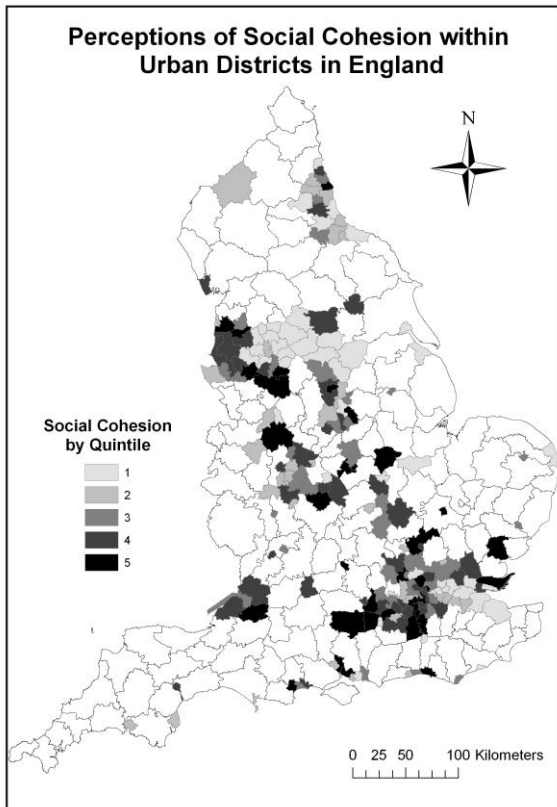 Perceptions of Social Cohesion within
Urban Districts in England
N
Social Cohesion
by Quintile
1
2
3
4
5
0 25 50 100 Kilometers